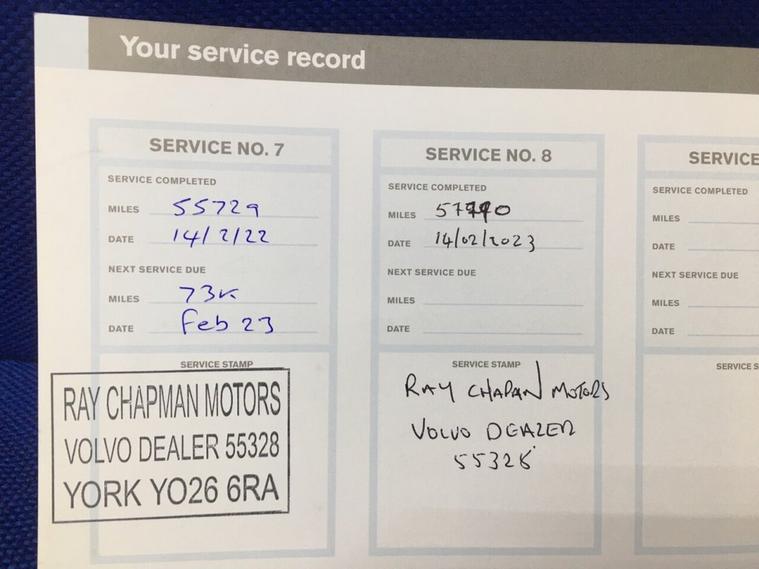 Your service record
SERVICE NO. 7
SERVICE COMPLETED
MILES 55729
DATE 14/2/22
NEXT SERVICE DUE
MILES 73K
DATE Feb 23
SERVICE STAMP
RAY CHAPMAN MOTORS
VOLVO DEALER 55328
YORK YO26 6RA
SERVICE NO. 8
SERVICE COMPLETED
MILES
DATE 14/02/2023
NEXT SERVICE DUE
MILES
DATE
SERVICE STAMP
RAY CHAPAN MOTORS
VOLVO DEALER
55328
SERVICE
SERVICE COMPLETED
MILES
DATE
NEXT SERVICE DUE
MILES
DATE
SERVICE S